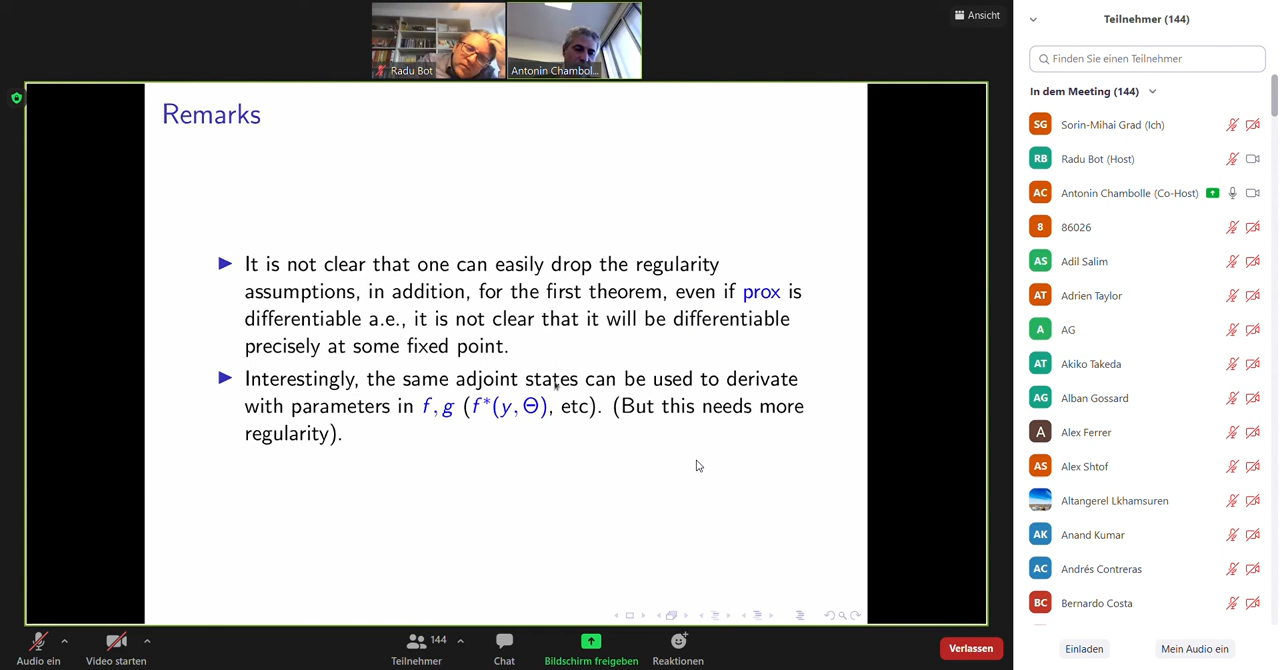 Ansicht
Radu Bot
Antonin Chambol...
Remarks
It is not clear that one can easily drop the regularity
assumptions, in addition, for the first theorem, even if prox is
differentiable a.e., it is not clear that it will be differentiable
precisely at some fixed point.
Interestingly, the same adjoint states can be used to derivate
with parameters in f, g (f*(y, Θ), etc). (But this needs more
regularity).
Audio ein
Video starten
144
Teilnehmer
Chat
Bildschirm freigeben
Reaktionen
Verlassen
Teilnehmer (144)
Finden Sie einen Teilnehmer
In dem Meeting (144)
SG Sorin-Mihai Grad (Ich)
RB Radu Bot (Host)
AC Antonin Chambolle (Co-Host)
8 86026
AS Adil Salim
AT Adrien Taylor
A AG
AT Akiko Takeda
AG Alban Gossard
A Alex Ferrer
AS Alex Shtof
Altangerel Lkhamsuren
AK Anand Kumar
AC Andrés Contreras
BC Bernardo Costa
Einladen
Mein Audio ein